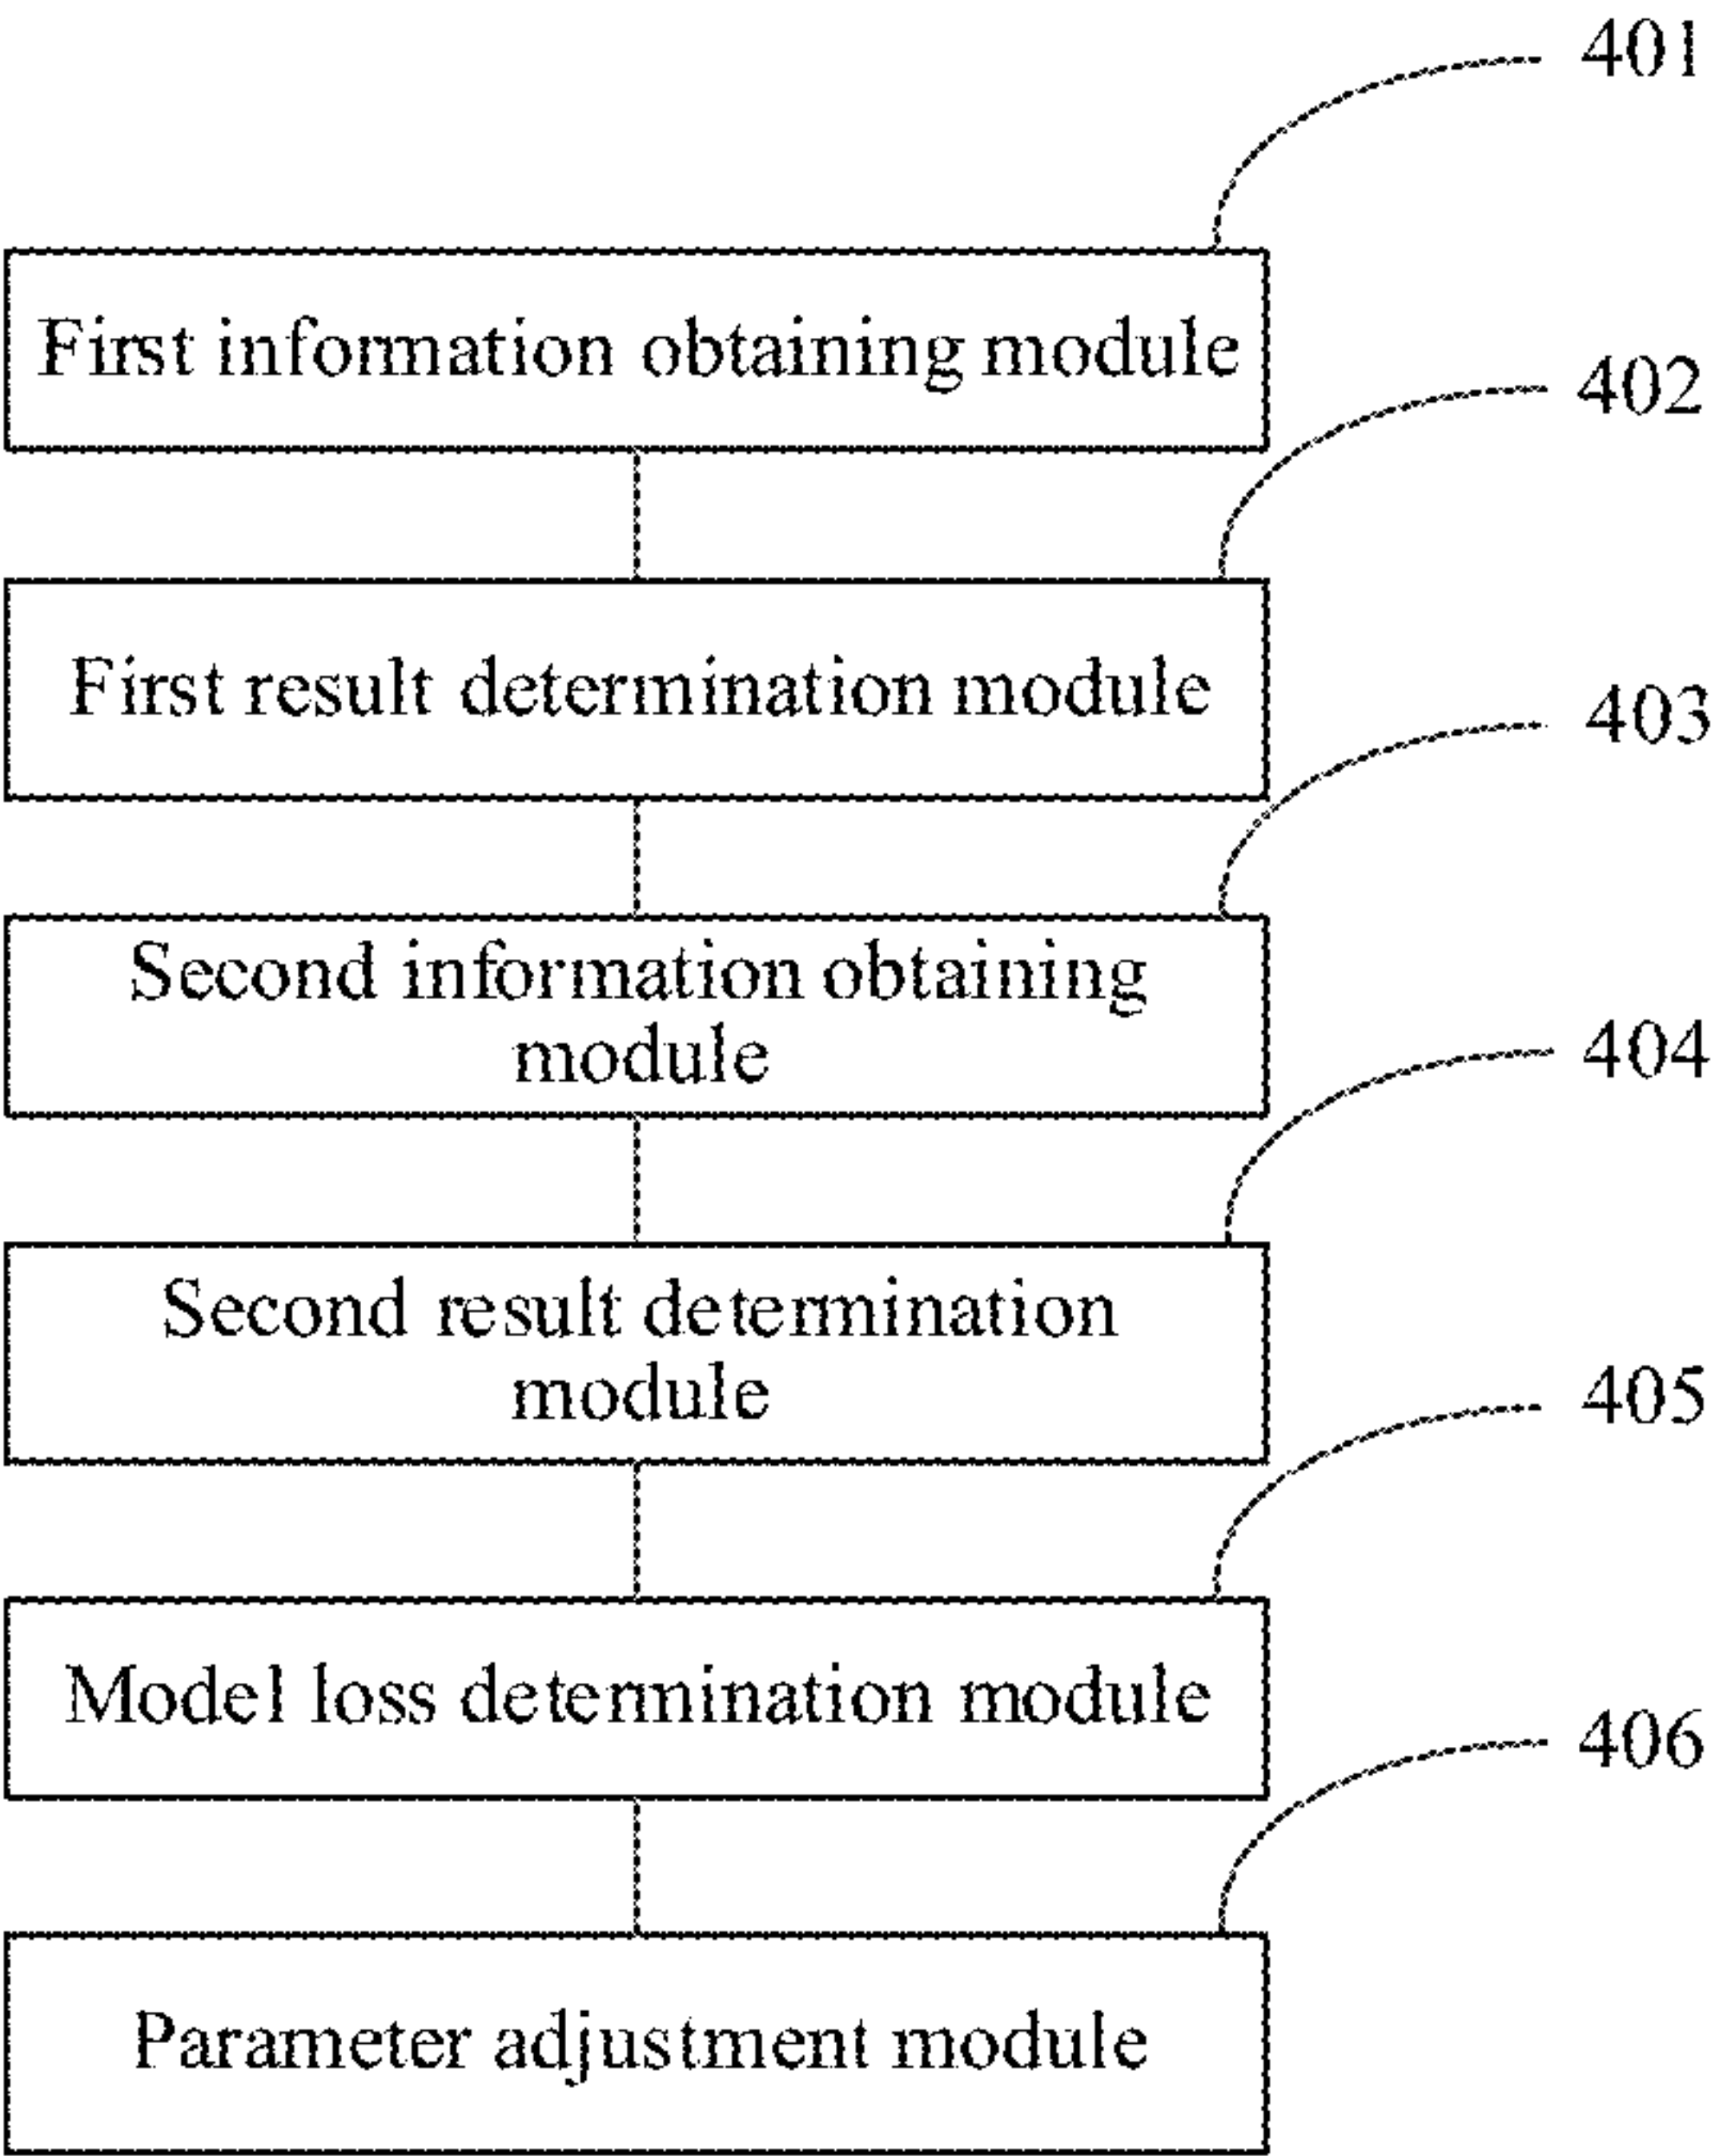 401
First information obtaining module
402
First result determination module
403
Second information obtaining
module
404
Second result determination
module
405
Model loss determination module
406
Parameter adjustment module